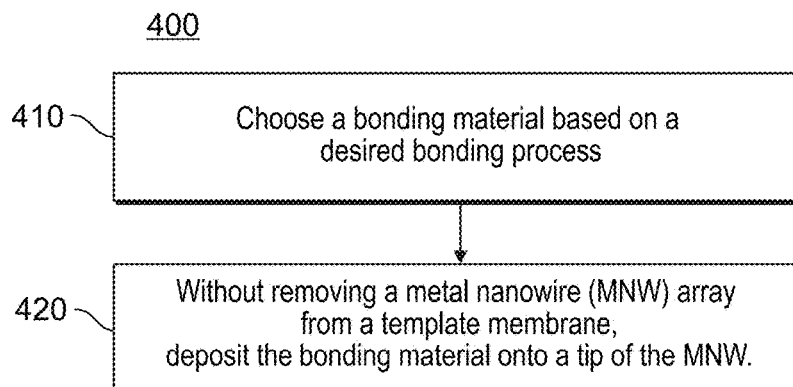 400
410
Choose a bonding material based on a
desired bonding process
420
Without removing a metal nanowire (MNW) array
from a template membrane,
deposit the bonding material onto a tip of the MNW.